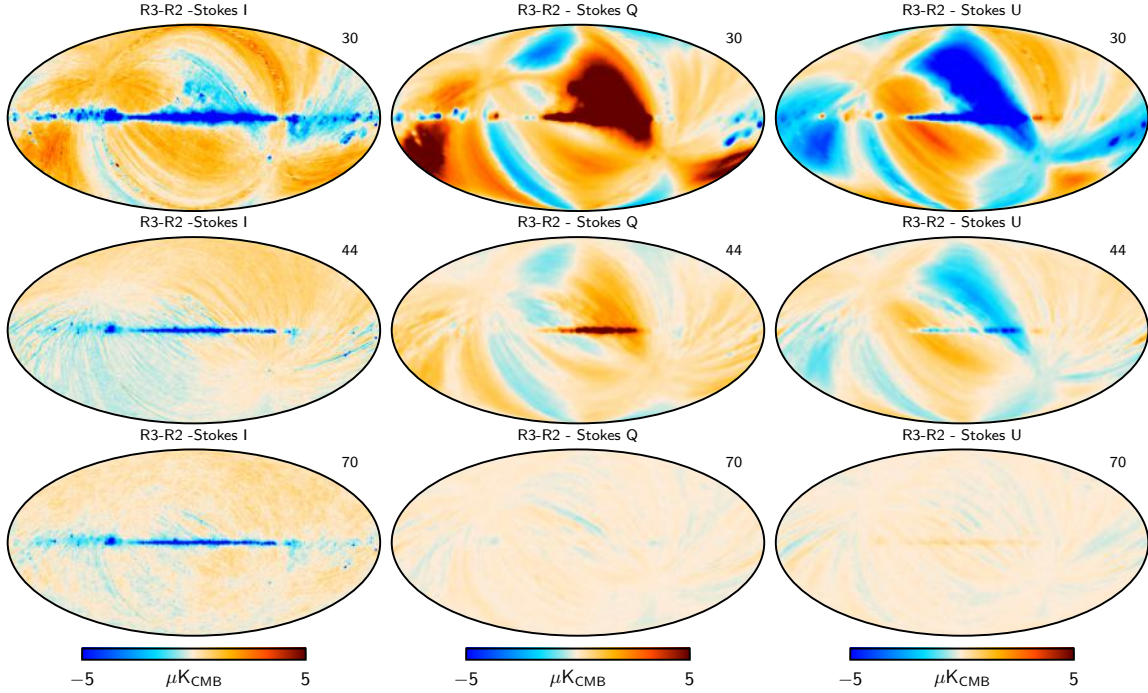 R3-R2 -Stokes I R3-R2 - Stokes Q R3-R2 - Stokes U
30 30 30
R3-R2 -Stokes I R3-R2 - Stokes Q R3-R2 - Stokes U
44 44 44
R3-R2 -Stokes I R3-R2 - Stokes Q R3-R2 - Stokes U
70 70 70
−5 μK_CMB 5 −5 μK_CMB 5 −5 μK_CMB 5